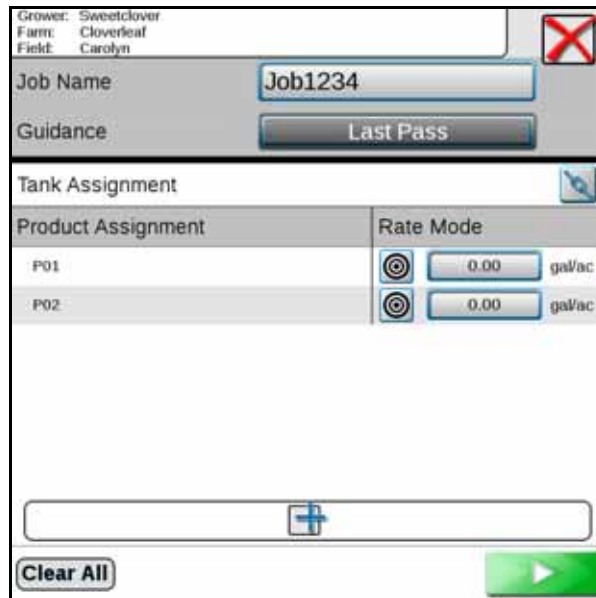 Grower: Sweetclover
Farm: Cloverleaf
Field: Carolyn
Job Name Job1234
Guidance Last Pass
Tank Assignment
Product Assignment Rate Mode
P01 0.00 gal/ac
P02 0.00 gal/ac
Clear All